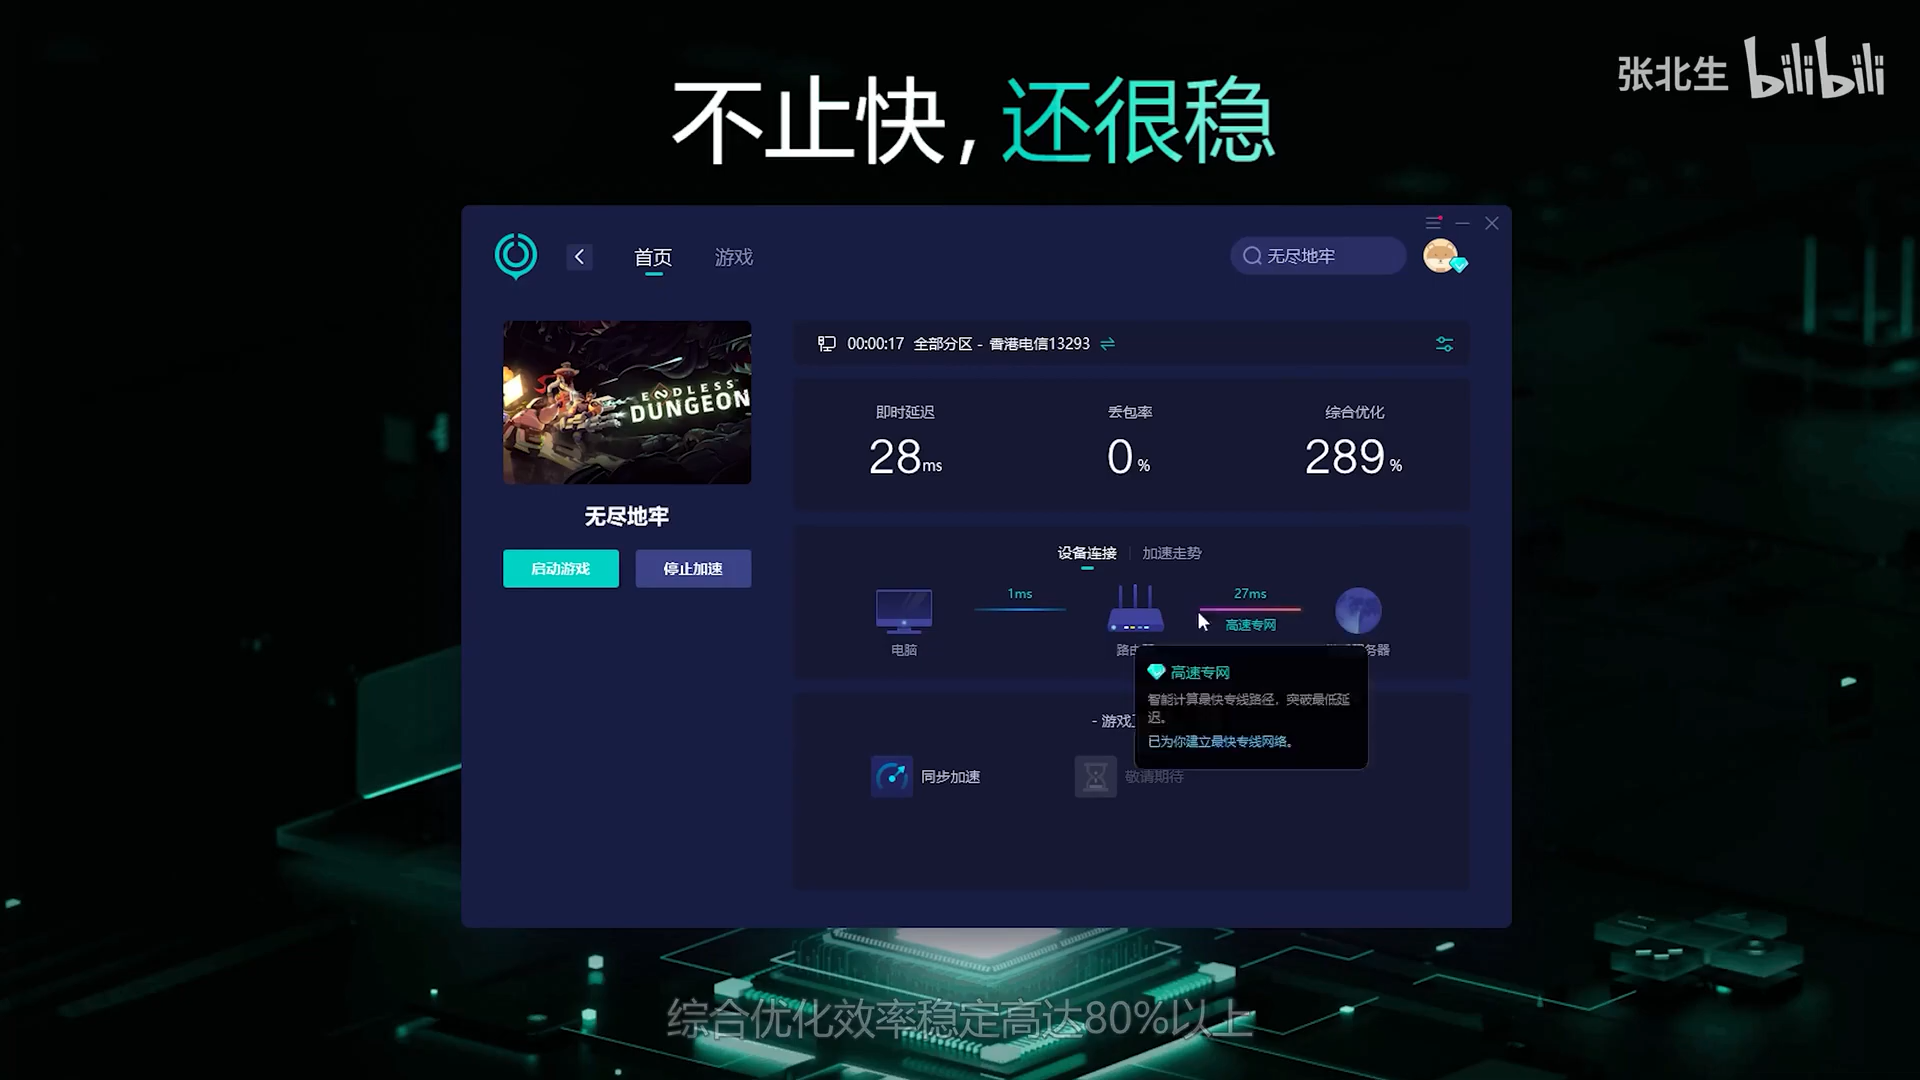 不止快，还很稳
张北生 bilibili
首页
游戏
无尽地牢
00:00:17 全部分区 - 香港电信13293
ENDLESS™
DUNGEON
即时延迟
28ms
丢包率
0%
综合优化
289%
无尽地牢
启动游戏
停止加速
设备连接
加速走势
1ms
27ms
高速专网
电脑
高速专网
智能计算最快专线路径，突破最低延
迟。
已为你建立最快专线网络。
- 游戏
同步加速
敬请期待
综合优化效率稳定高达80%以上